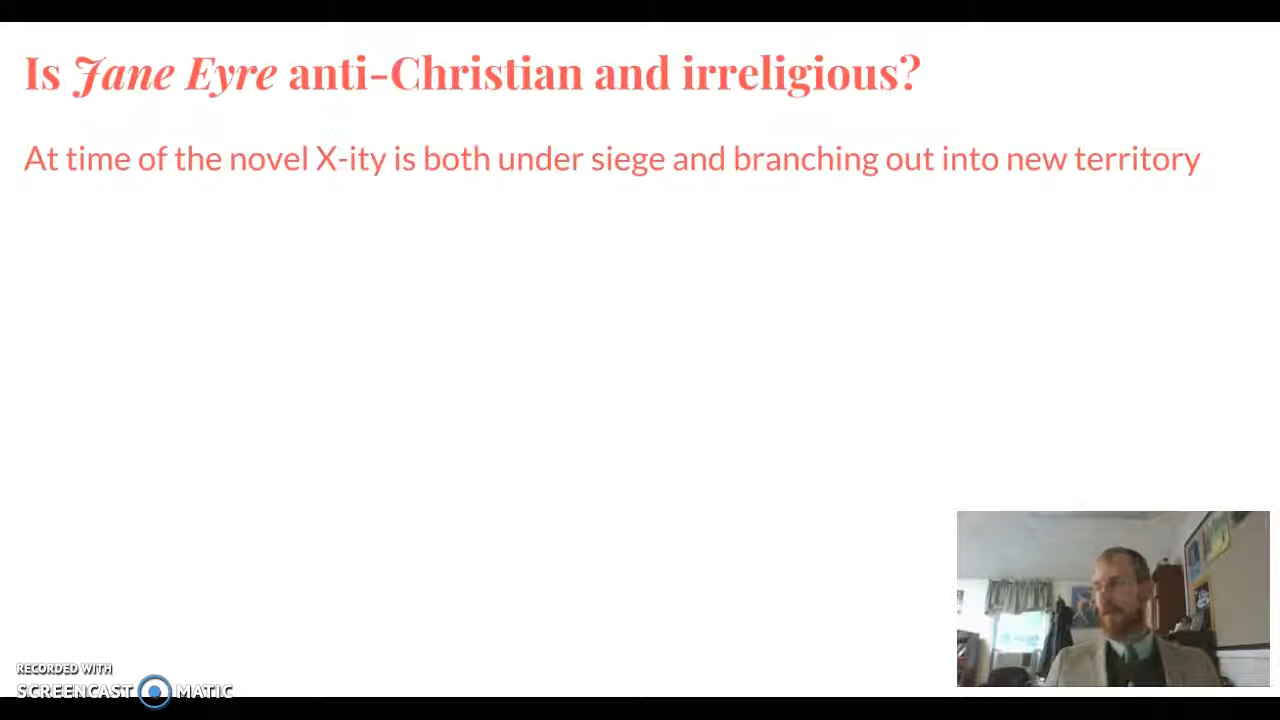 Is Jane Eyre anti-Christian and irreligious?
At time of the novel X-ity is both under siege and branching out into new territory
RECORDED WITH
SCREENCAST MATIC